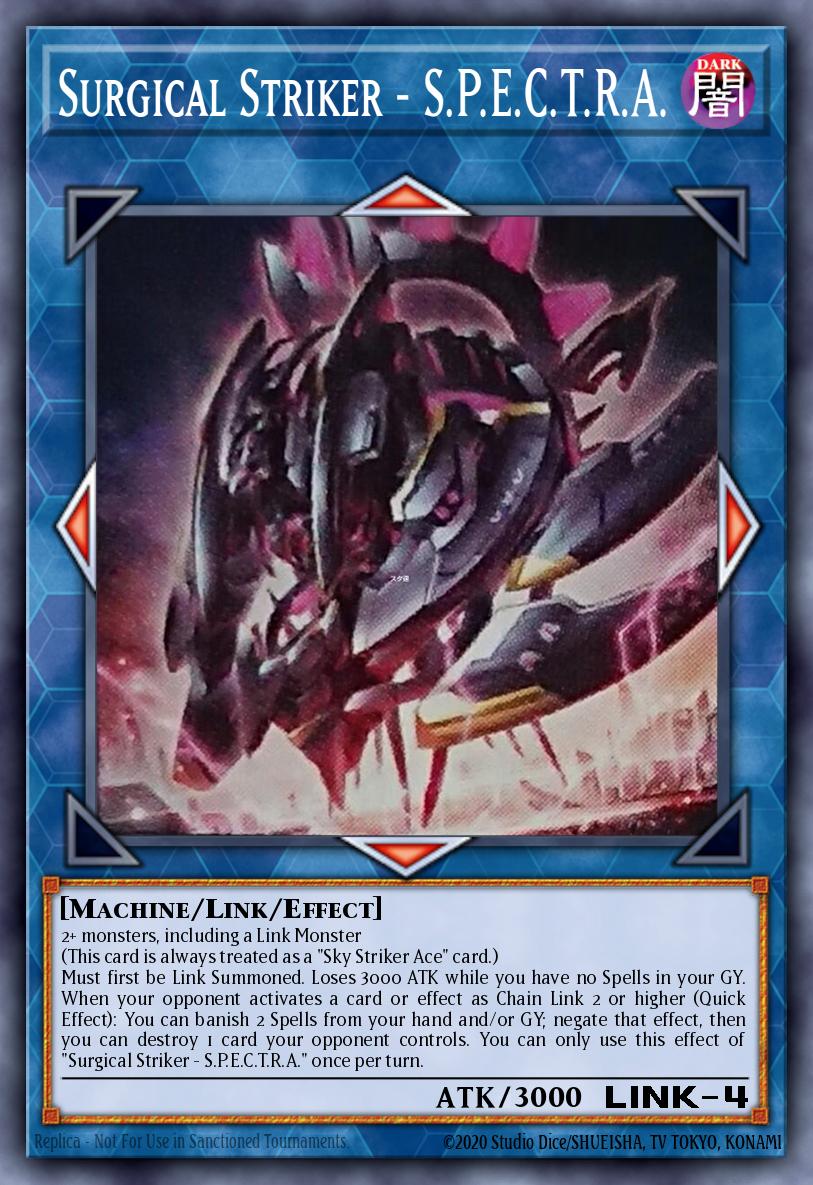 Surgical Striker - S.P.E.C.T.R.A.
DARK
闇
スタ速
[Machine/Link/Effect]
2+ monsters, including a Link Monster
(This card is always treated as a "Sky Striker Ace" card.)
Must first be Link Summoned. Loses 3000 ATK while you have no Spells in your GY.
When your opponent activates a card or effect as Chain Link 2 or higher (Quick
Effect): You can banish 2 Spells from your hand and/or GY; negate that effect, then
you can destroy 1 card your opponent controls. You can only use this effect of
"Surgical Striker - S.P.E.C.T.R.A." once per turn.
ATK/3000 LINK-4
Replica - Not For Use in Sanctioned Tournaments.
©2020 Studio Dice/SHUEISHA, TV TOKYO, KONAMI